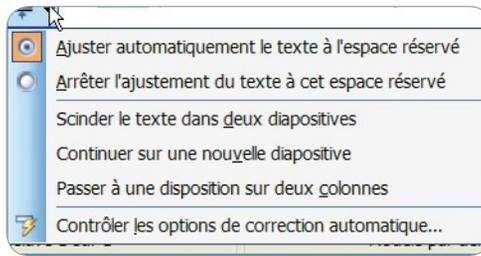 Ajuster automatiquement le texte à l'espace réservé
Arrêter l'ajustement du texte à cet espace réservé
Scinder le texte dans deux diapositives
Continuer sur une nouvelle diapositive
Passer à une disposition sur deux colonnes
Contrôler les options de correction automatique...